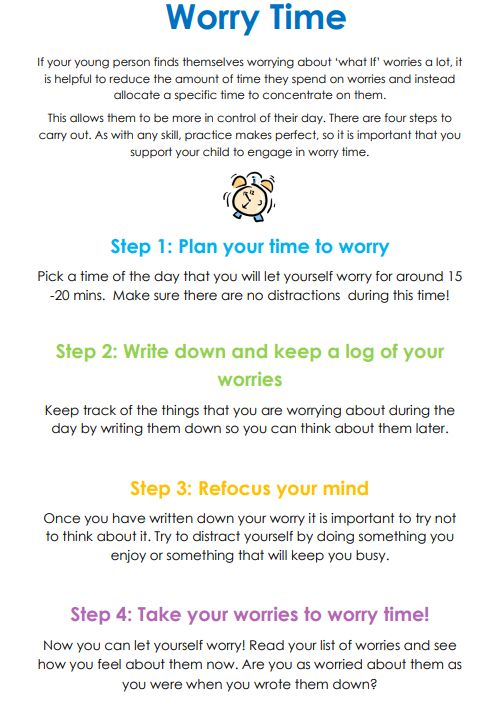 Worry Time
If your young person finds themselves worrying about ‘what If’ worries a lot, it
is helpful to reduce the amount of time they spend on worries and instead
allocate a specific time to concentrate on them.
This allows them to be more in control of their day. There are four steps to
carry out. As with any skill, practice makes perfect, so it is important that you
support your child to engage in worry time.
Step 1: Plan your time to worry
Pick a time of the day that you will let yourself worry for around 15
-20 mins. Make sure there are no distractions during this time!
Step 2: Write down and keep a log of your
worries
Keep track of the things that you are worrying about during the
day by writing them down so you can think about them later.
Step 3: Refocus your mind
Once you have written down your worry it is important to try not
to think about it. Try to distract yourself by doing something you
enjoy or something that will keep you busy.
Step 4: Take your worries to worry time!
Now you can let yourself worry! Read your list of worries and see
how you feel about them now. Are you as worried about them as
you were when you wrote them down?